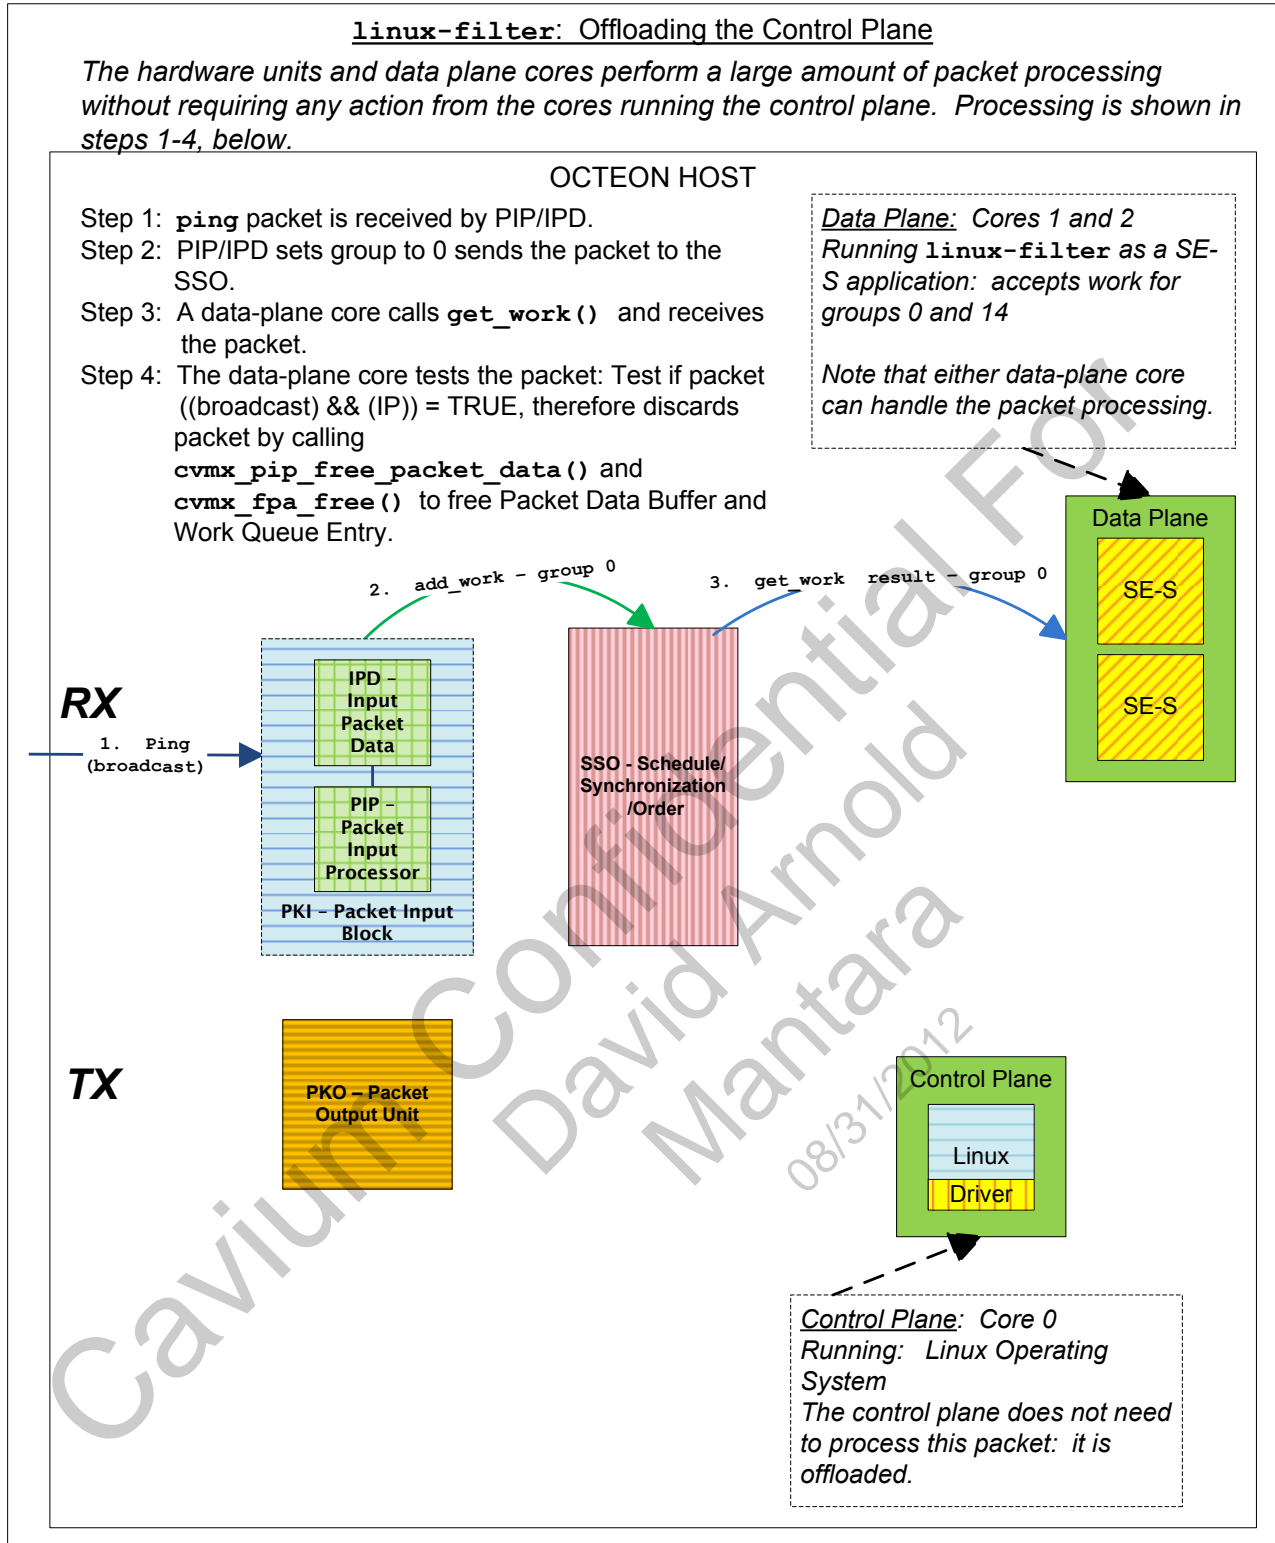 linux-filter: Offloading the Control Plane
The hardware units and data plane cores perform a large amount of packet processing
without requiring any action from the cores running the control plane. Processing is shown in
steps 1-4, below.
OCTEON HOST
Step 1: ping packet is received by PIP/IPD.
Step 2: PIP/IPD sets group to 0 sends the packet to the
SSO.
Step 3: A data-plane core calls get_work() and receives
the packet.
Step 4: The data-plane core tests the packet: Test if packet
((broadcast) && (IP)) = TRUE, therefore discards
packet by calling
cvmx_pip_free_packet_data() and
cvmx_fpa_free() to free Packet Data Buffer and
Work Queue Entry.
Data Plane: Cores 1 and 2
Running linux-filter as a SE-
S application: accepts work for
groups 0 and 14
Note that either data-plane core
can handle the packet processing.
2. add_work – group 0
3. get_work result – group 0
Data Plane
SE-S
SE-S
RX
1. Ping
(broadcast)
IPD –
Input
Packet
Data
PIP –
Packet
Input
Processor
PKI – Packet Input
Block
SSO - Schedule/
Synchronization
/Order
TX
PKO – Packet
Output Unit
Control Plane
Linux
Driver
Control Plane: Core 0
Running: Linux Operating
System
The control plane does not need
to process this packet: it is
offloaded.
Cavium Confidential For
David Arnold
Mantara
08/31/2012